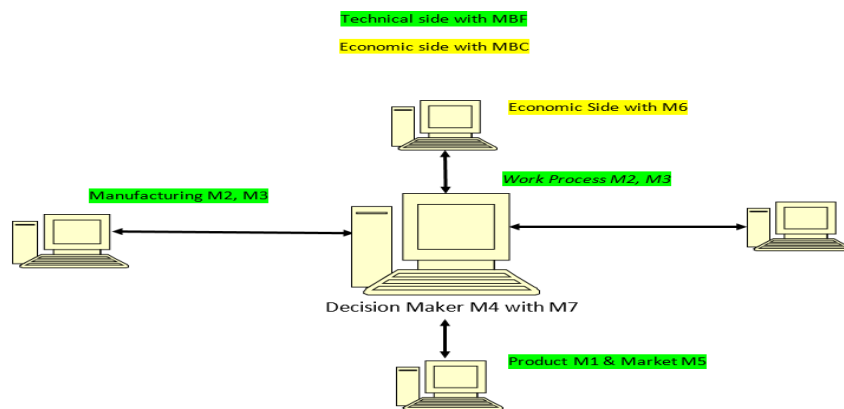 Technical side with MBF
Economic side with MBC
Economic Side with M6
Work Process M2, M3
Manufacturing M2, M3
Decision Maker M4 with M7
Product M1 & Market M5